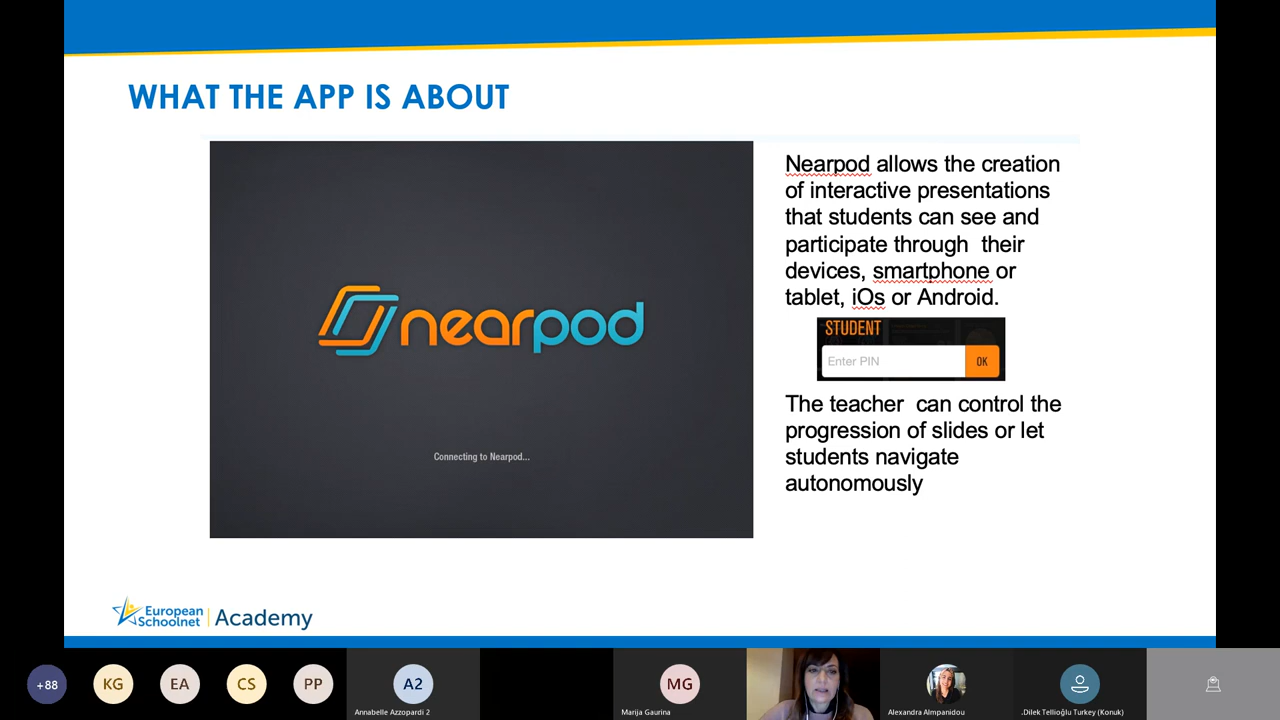 WHAT THE APP IS ABOUT
nearpod
Connecting to Nearpod...
Nearpod allows the creation
of interactive presentations
that students can see and
participate through  their
devices, smartphone or
tablet, iOs or Android.
STUDENT
Enter PIN
OK
The teacher  can control the
progression of slides or let
students navigate
autonomously
European
Schoolnet
Academy
+88
KG
EA
CS
PP
A2
MG
Annabelle Azzopardi 2
Marija Gaurina
Alexandra Almpanidou
.Dilek Tellioğlu Turkey (Konuk)